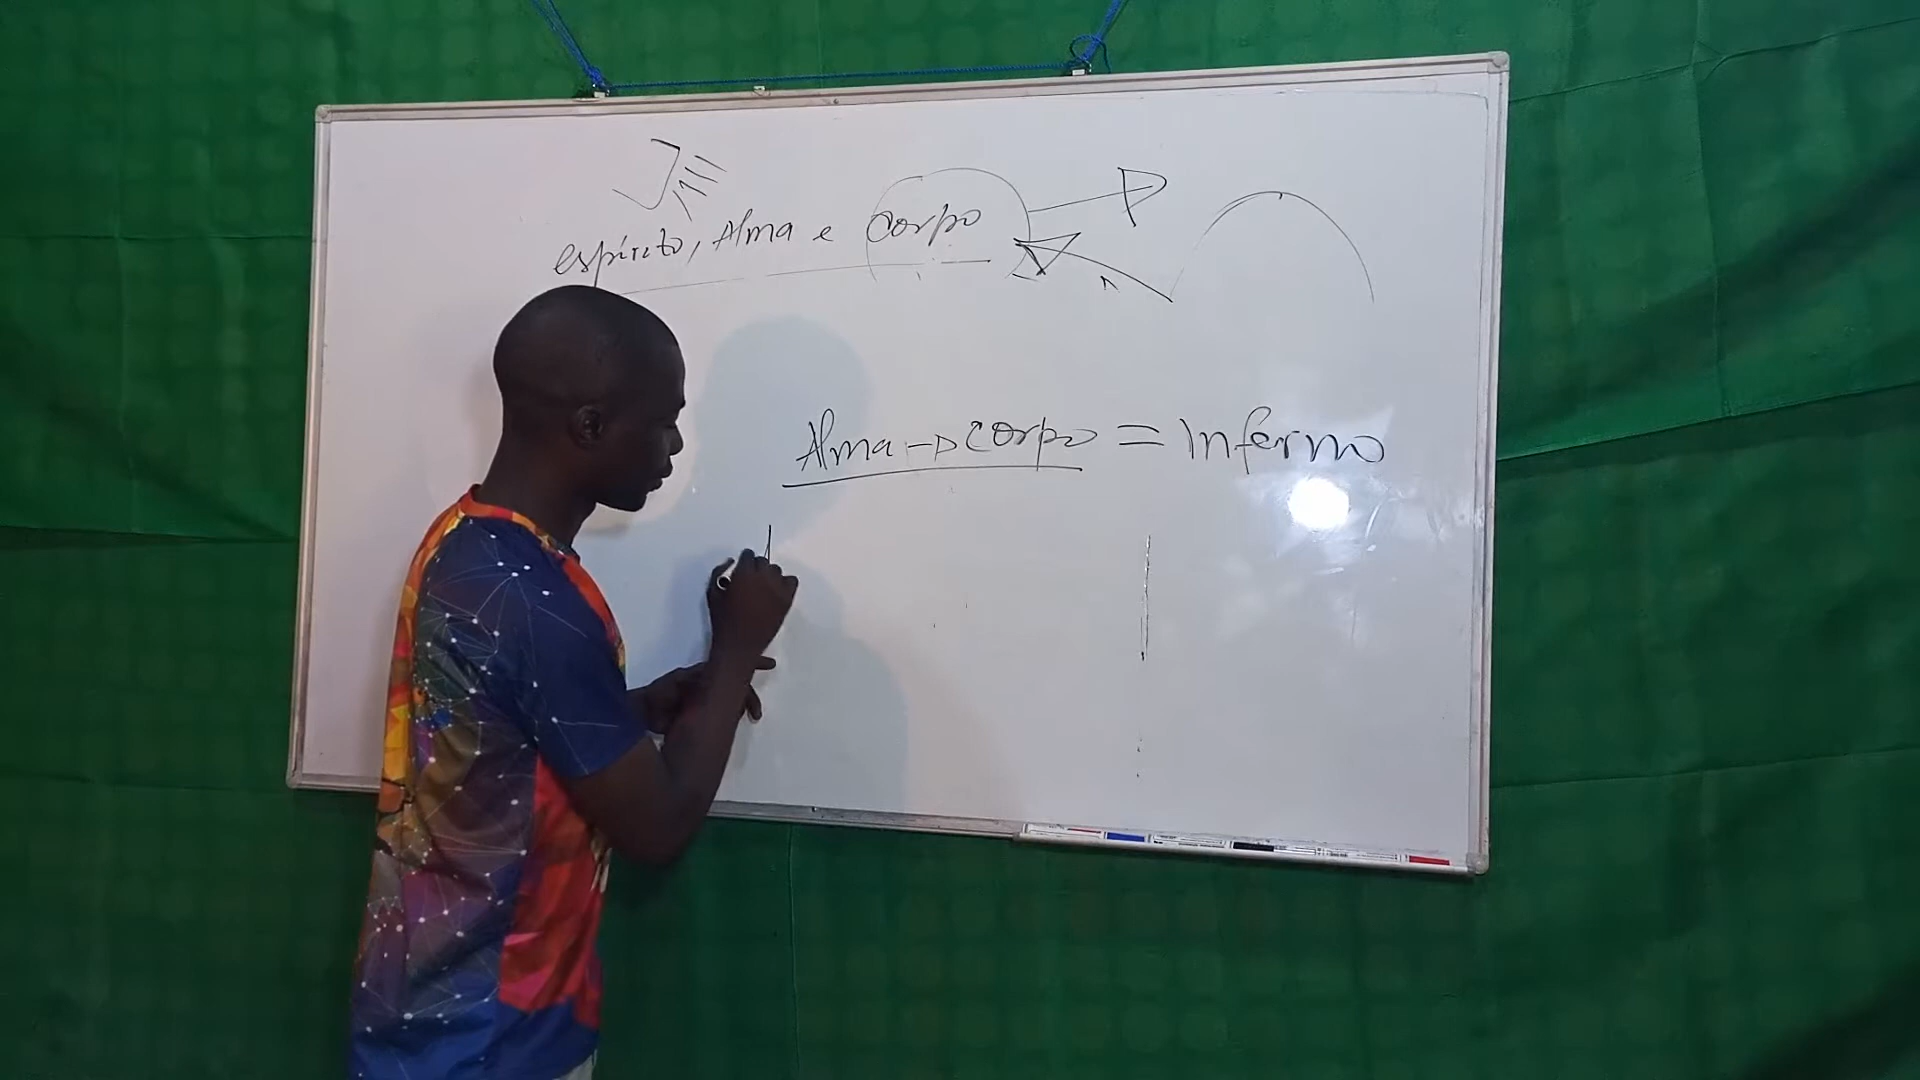 espírito, Alma e corpo
Alma → corpo = Inferno